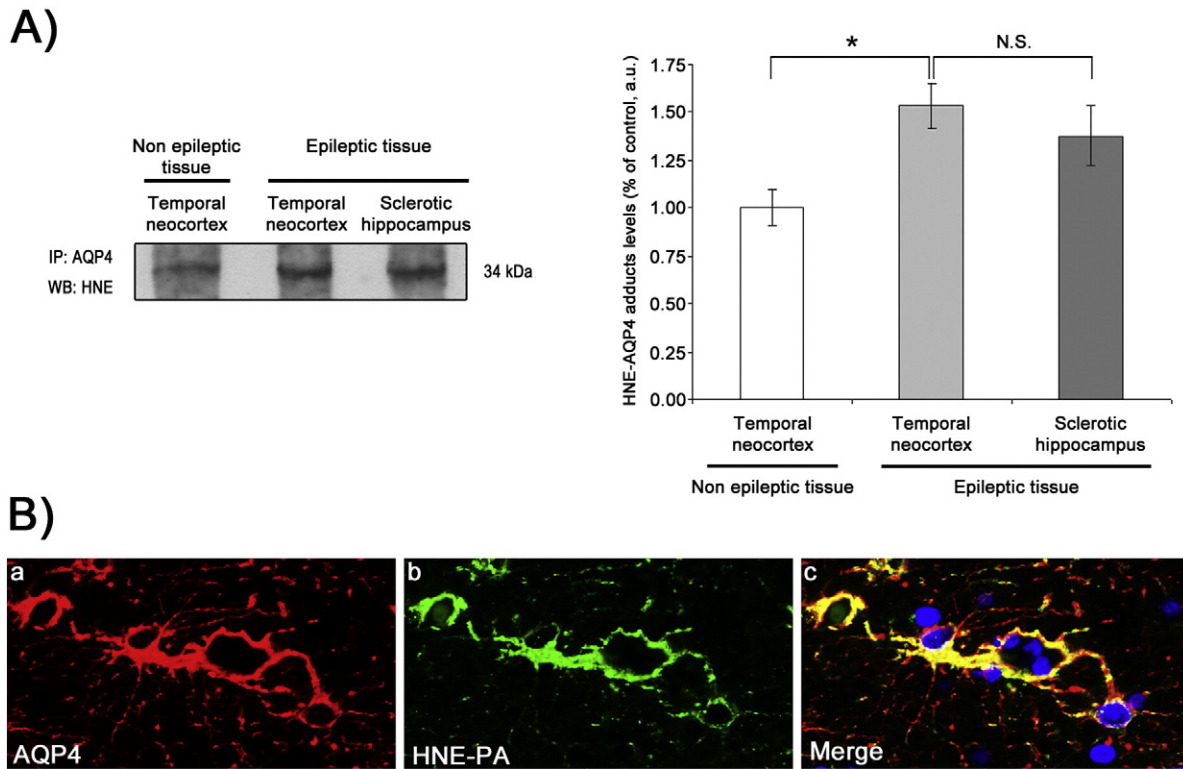 A)
Non epileptic
tissue
Epileptic tissue
Temporal
neocortex
Temporal
neocortex
Sclerotic
hippocampus
IP: AQP4
WB: HNE
34 kDa
HNE-AQP4 adducts levels (% of control, a.u.)
1.75
1.50
1.25
1.00
0.75
0.50
0.25
0.00
*
N.S.
Temporal
neocortex
Temporal
neocortex
Sclerotic
hippocampus
Non epileptic tissue
Epileptic tissue
B)
a
AQP4
b
HNE-PA
c
Merge